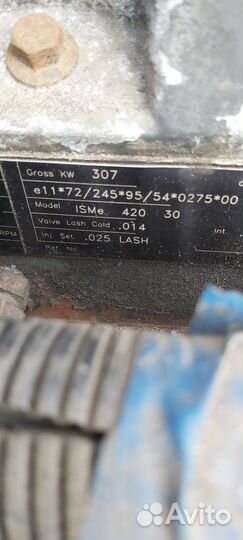 Gross KW 307
e11*72/245*95/54*0275*00
Model ISMe 420 30
Valve Lash Cold .014
Int.
Inj. Set. .025 LASH
RPM
Ref. No.
Avito